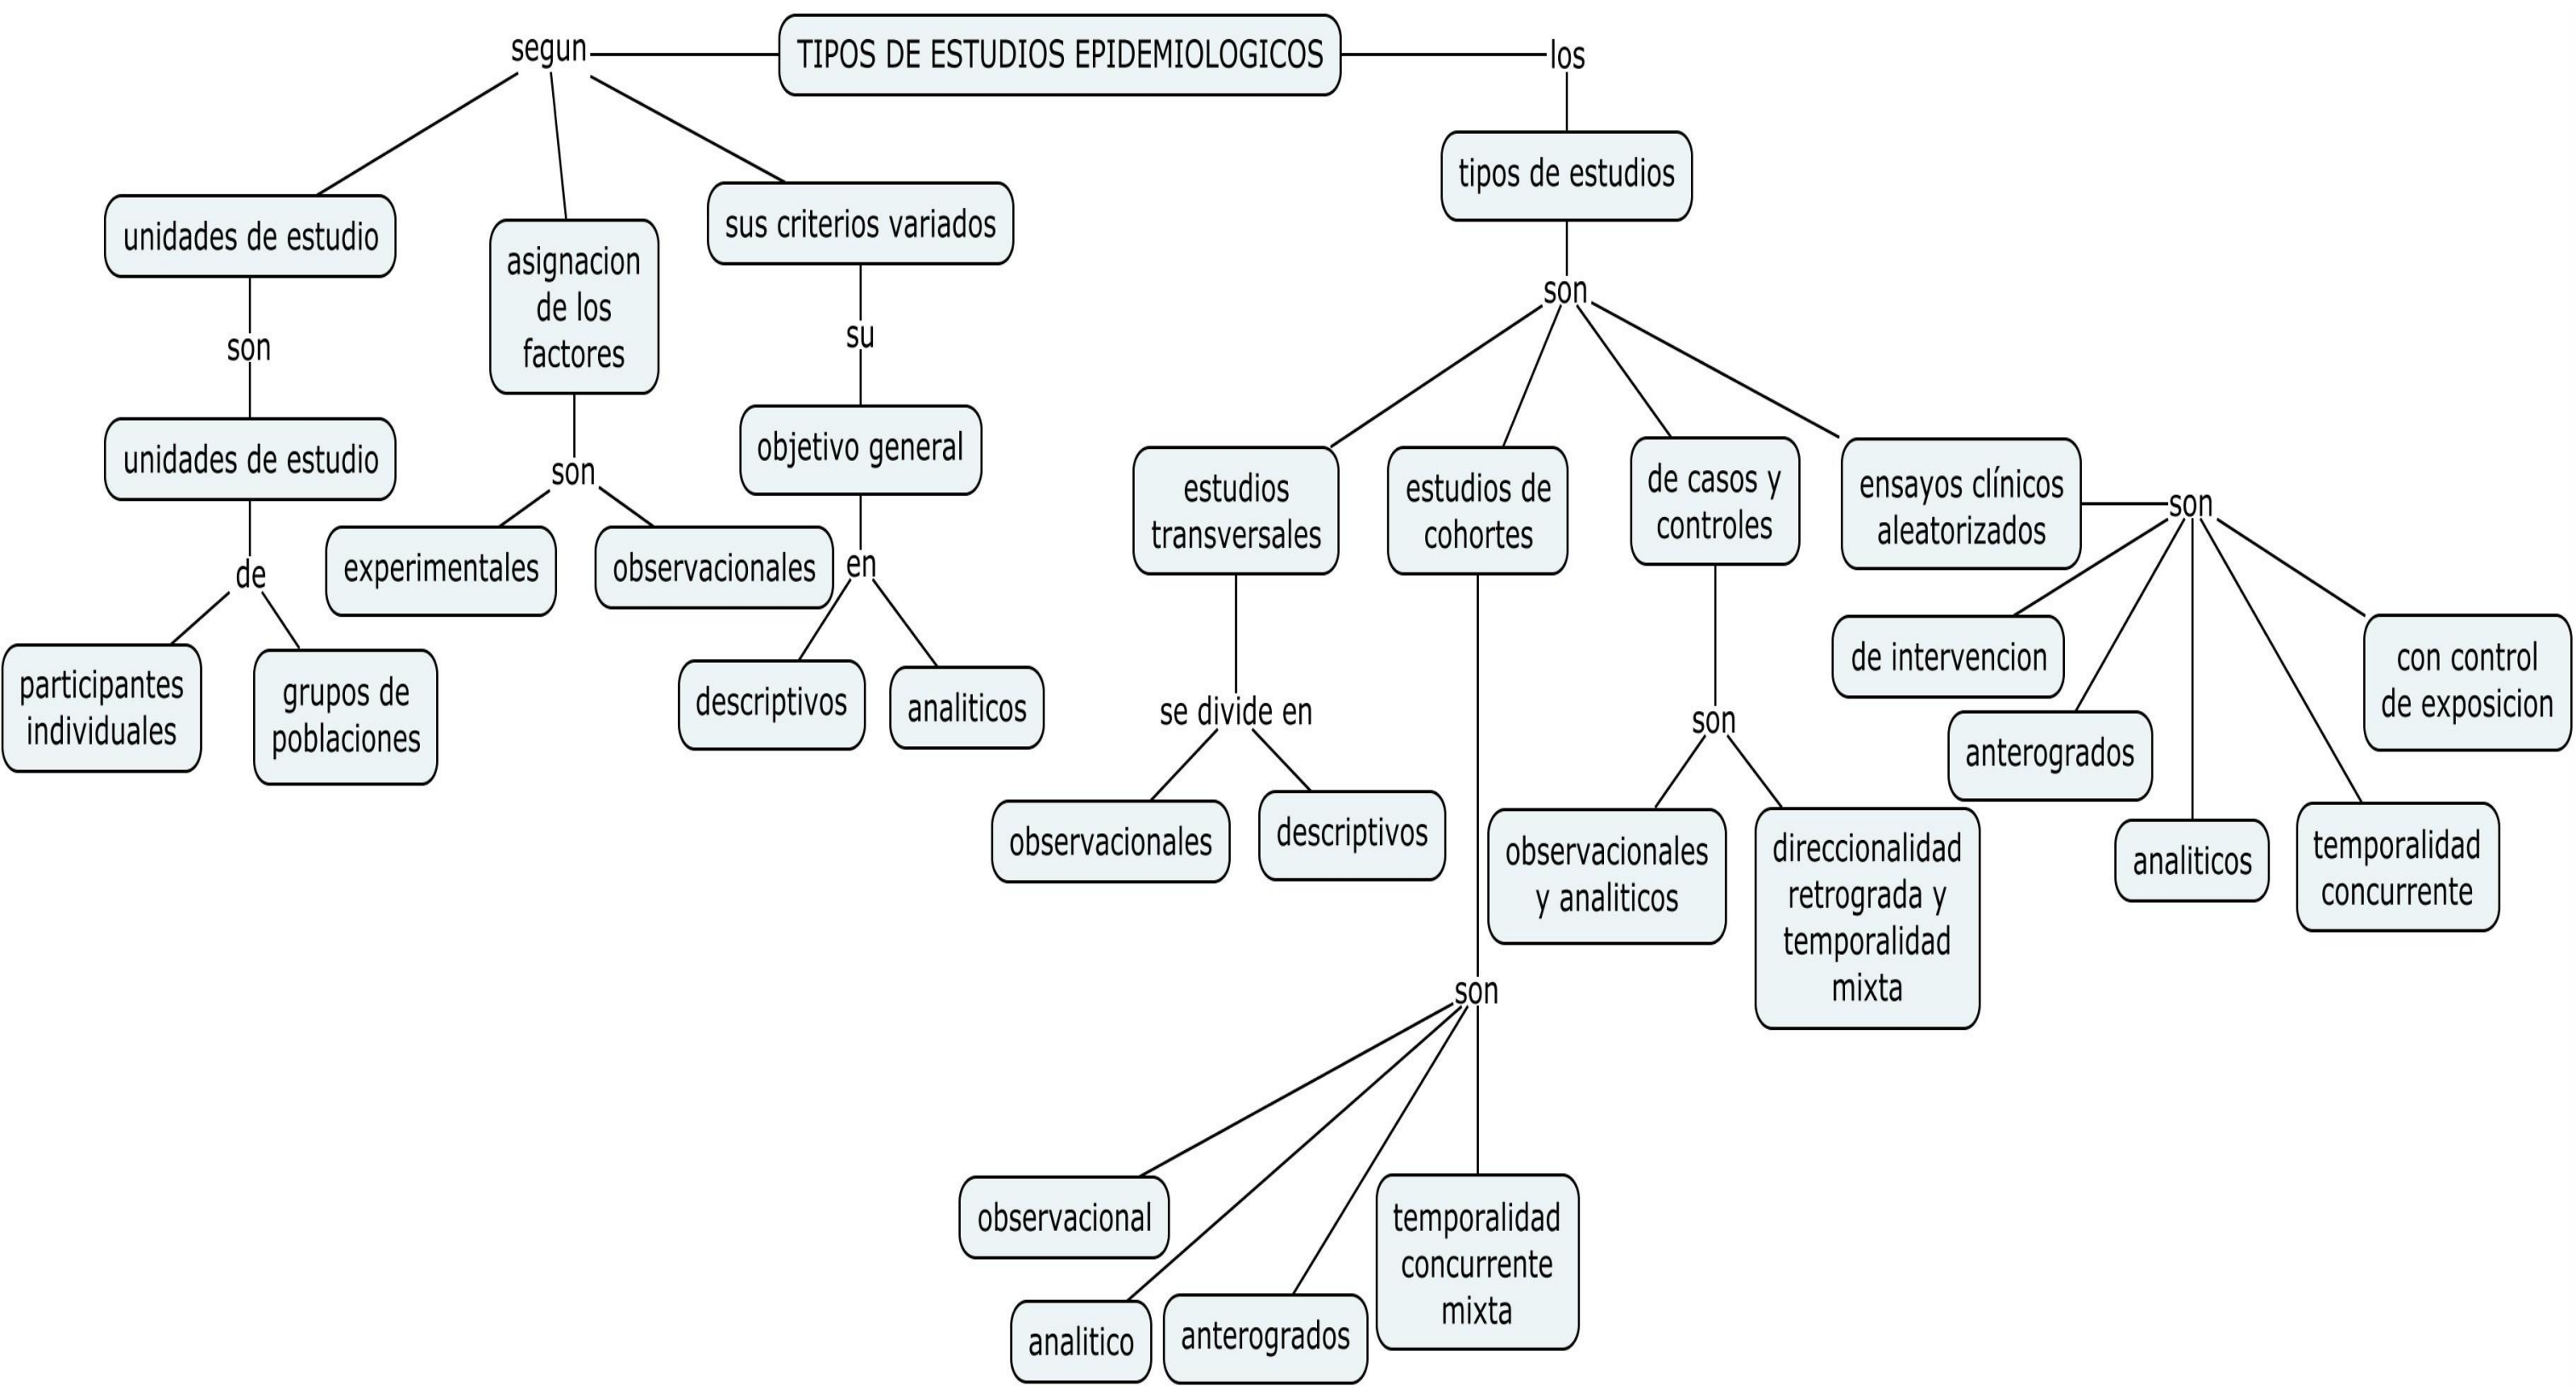 TIPOS DE ESTUDIOS EPIDEMIOLOGICOS
segun
los
unidades de estudio
asignacion
de los
factores
sus criterios variados
tipos de estudios
son
su
son
unidades de estudio
son
objetivo general
estudios
transversales
estudios de
cohortes
de casos y
controles
ensayos clínicos
aleatorizados
son
de
experimentales
observacionales
en
participantes
individuales
grupos de
poblaciones
descriptivos
analiticos
se divide en
son
de intervencion
anterogrados
con control
de exposicion
observacionales
descriptivos
observacionales
y analiticos
direccionalidad
retrograda y
temporalidad
mixta
analiticos
temporalidad
concurrente
son
observacional
analitico
anterogrados
temporalidad
concurrente
mixta